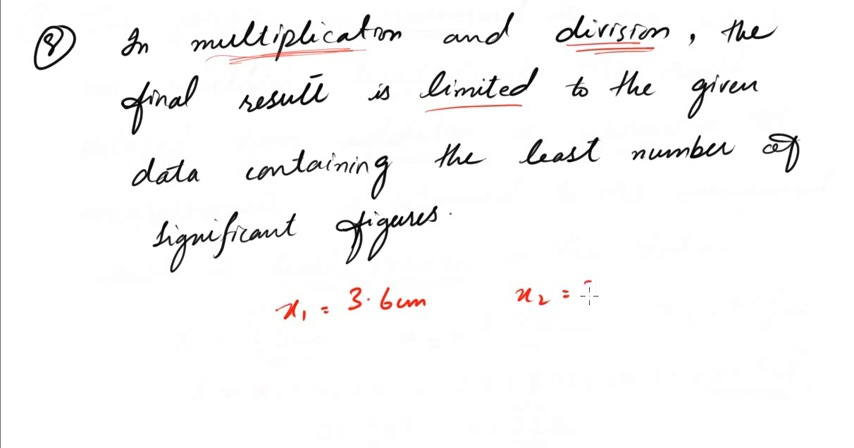 (8) In multiplication and division, the
final result is limited to the given
data containing the least number of
significant figures.
x₁ = 3.6 cm x₂ =